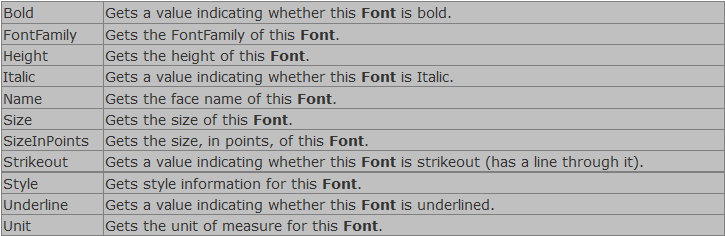 Bold Gets a value indicating whether this Font is bold.
FontFamily Gets the FontFamily of this Font.
Height Gets the height of this Font.
Italic Gets a value indicating whether this Font is Italic.
Name Gets the face name of this Font.
Size Gets the size of this Font.
SizeInPoints Gets the size, in points, of this Font.
Strikeout Gets a value indicating whether this Font is strikeout (has a line through it).
Style Gets style information for this Font.
Underline Gets a value indicating whether this Font is underlined.
Unit Gets the unit of measure for this Font.